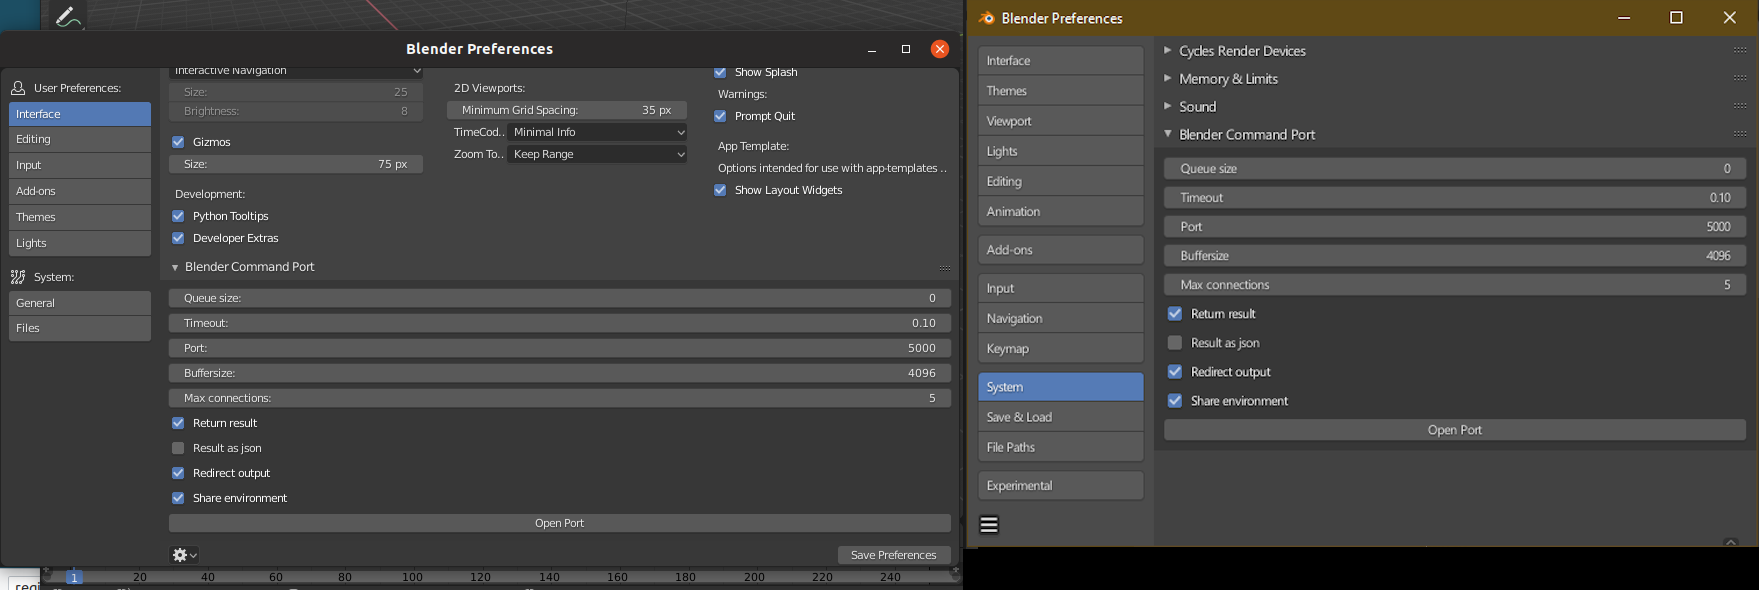 Blender Preferences
User Preferences:
Interface
Editing
Input
Add-ons
Themes
Lights
System:
General
Files
Interactive Navigation
Size: 25
Brightness: 8
Gizmos
Size: 75 px
Development:
Python Tooltips
Developer Extras
2D Viewports:
Minimum Grid Spacing: 35 px
TimeCod.. Minimal Info
Zoom To.. Keep Range
Show Splash
Warnings:
Prompt Quit
App Template:
Options intended for use with app-templates ..
Show Layout Widgets
Blender Command Port
Queue size: 0
Timeout: 0.10
Port: 5000
Buffersize: 4096
Max connections: 5
Return result
Result as json
Redirect output
Share environment
Open Port
Save Preferences
1 20 40 60 80 100 120 140 160 180 200 220 240
Blender Preferences
Interface
Themes
Viewport
Lights
Editing
Animation
Add-ons
Input
Navigation
Keymap
System
Save & Load
File Paths
Experimental
Cycles Render Devices
Memory & Limits
Sound
Blender Command Port
Queue size 0
Timeout 0.10
Port 5000
Buffersize 4096
Max connections 5
Return result
Result as json
Redirect output
Share environment
Open Port